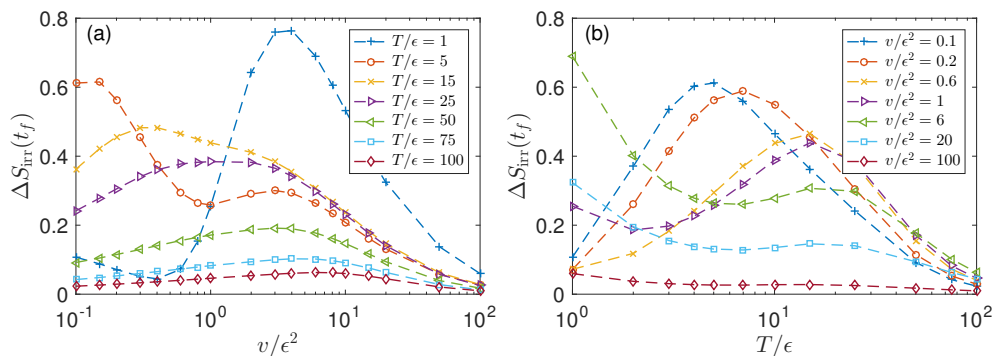 (a)
ΔS_irr(t_f)
0.8
0.6
0.4
0.2
0
10^-1
10^0
10^1
10^2
v/ϵ^2
T/ϵ = 1
T/ϵ = 5
T/ϵ = 15
T/ϵ = 25
T/ϵ = 50
T/ϵ = 75
T/ϵ = 100
(b)
ΔS_irr(t_f)
0.8
0.6
0.4
0.2
0
10^0
10^1
10^2
T/ϵ
v/ϵ^2 = 0.1
v/ϵ^2 = 0.2
v/ϵ^2 = 0.6
v/ϵ^2 = 1
v/ϵ^2 = 6
v/ϵ^2 = 20
v/ϵ^2 = 100